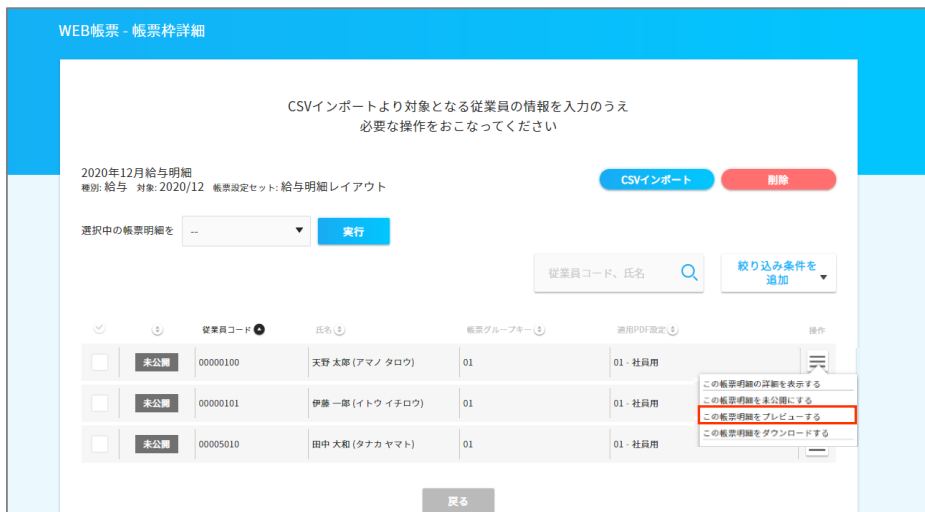 WEB帳票 - 帳票枠詳細
CSVインポートより対象となる従業員の情報を入力のうえ
必要な操作をおこなってください
2020年12月給与明細
種別: 給与 対象: 2020/12 帳票設定セット: 給与明細レイアウト
CSVインポート 削除
選択中の帳票明細を -- 実行
従業員コード、氏名 絞り込み条件を
追加
従業員コード 氏名 帳票グループキー 適用PDF設定 操作
未公開 00000100 天野 太郎 (アマノ タロウ) 01 01 - 社員用
この帳票明細の詳細を表示する
この帳票明細を未公開にする
この帳票明細をプレビューする
この帳票明細をダウンロードする
未公開 00000101 伊藤 一郎 (イトウ イチロウ) 01 01 - 社員用
未公開 00005010 田中 大和 (タナカ ヤマト) 01 01 - 社員用
戻る